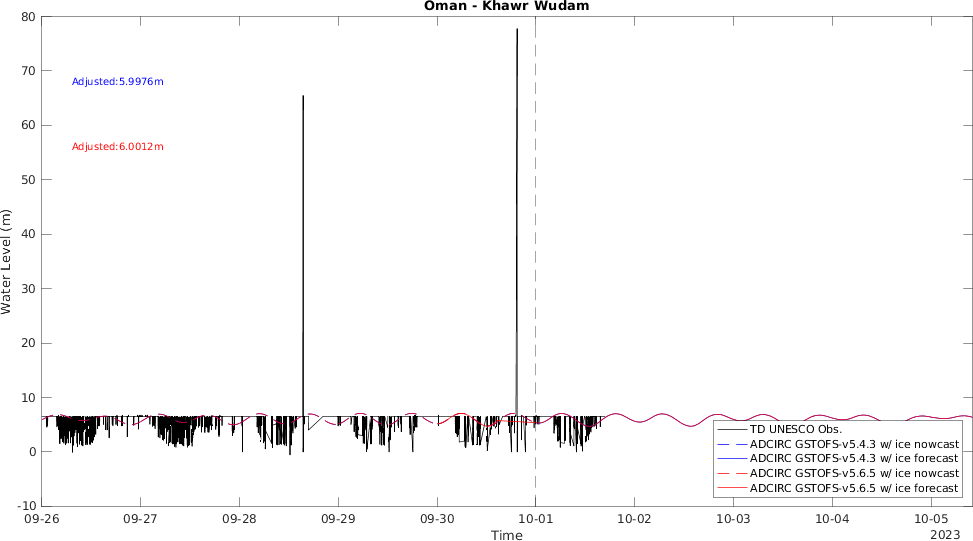 Oman - Khawr Wudam
80
70
60
50
40
30
20
10
0
-10
Water Level (m)
Adjusted:5.9976m
Adjusted:6.0012m
TD UNESCO Obs.
ADCIRC GSTOFS-v5.4.3 w/ ice nowcast
ADCIRC GSTOFS-v5.4.3 w/ ice forecast
ADCIRC GSTOFS-v5.6.5 w/ ice nowcast
ADCIRC GSTOFS-v5.6.5 w/ ice forecast
09-26 09-27 09-28 09-29 09-30 10-01 10-02 10-03 10-04 10-05
Time
2023